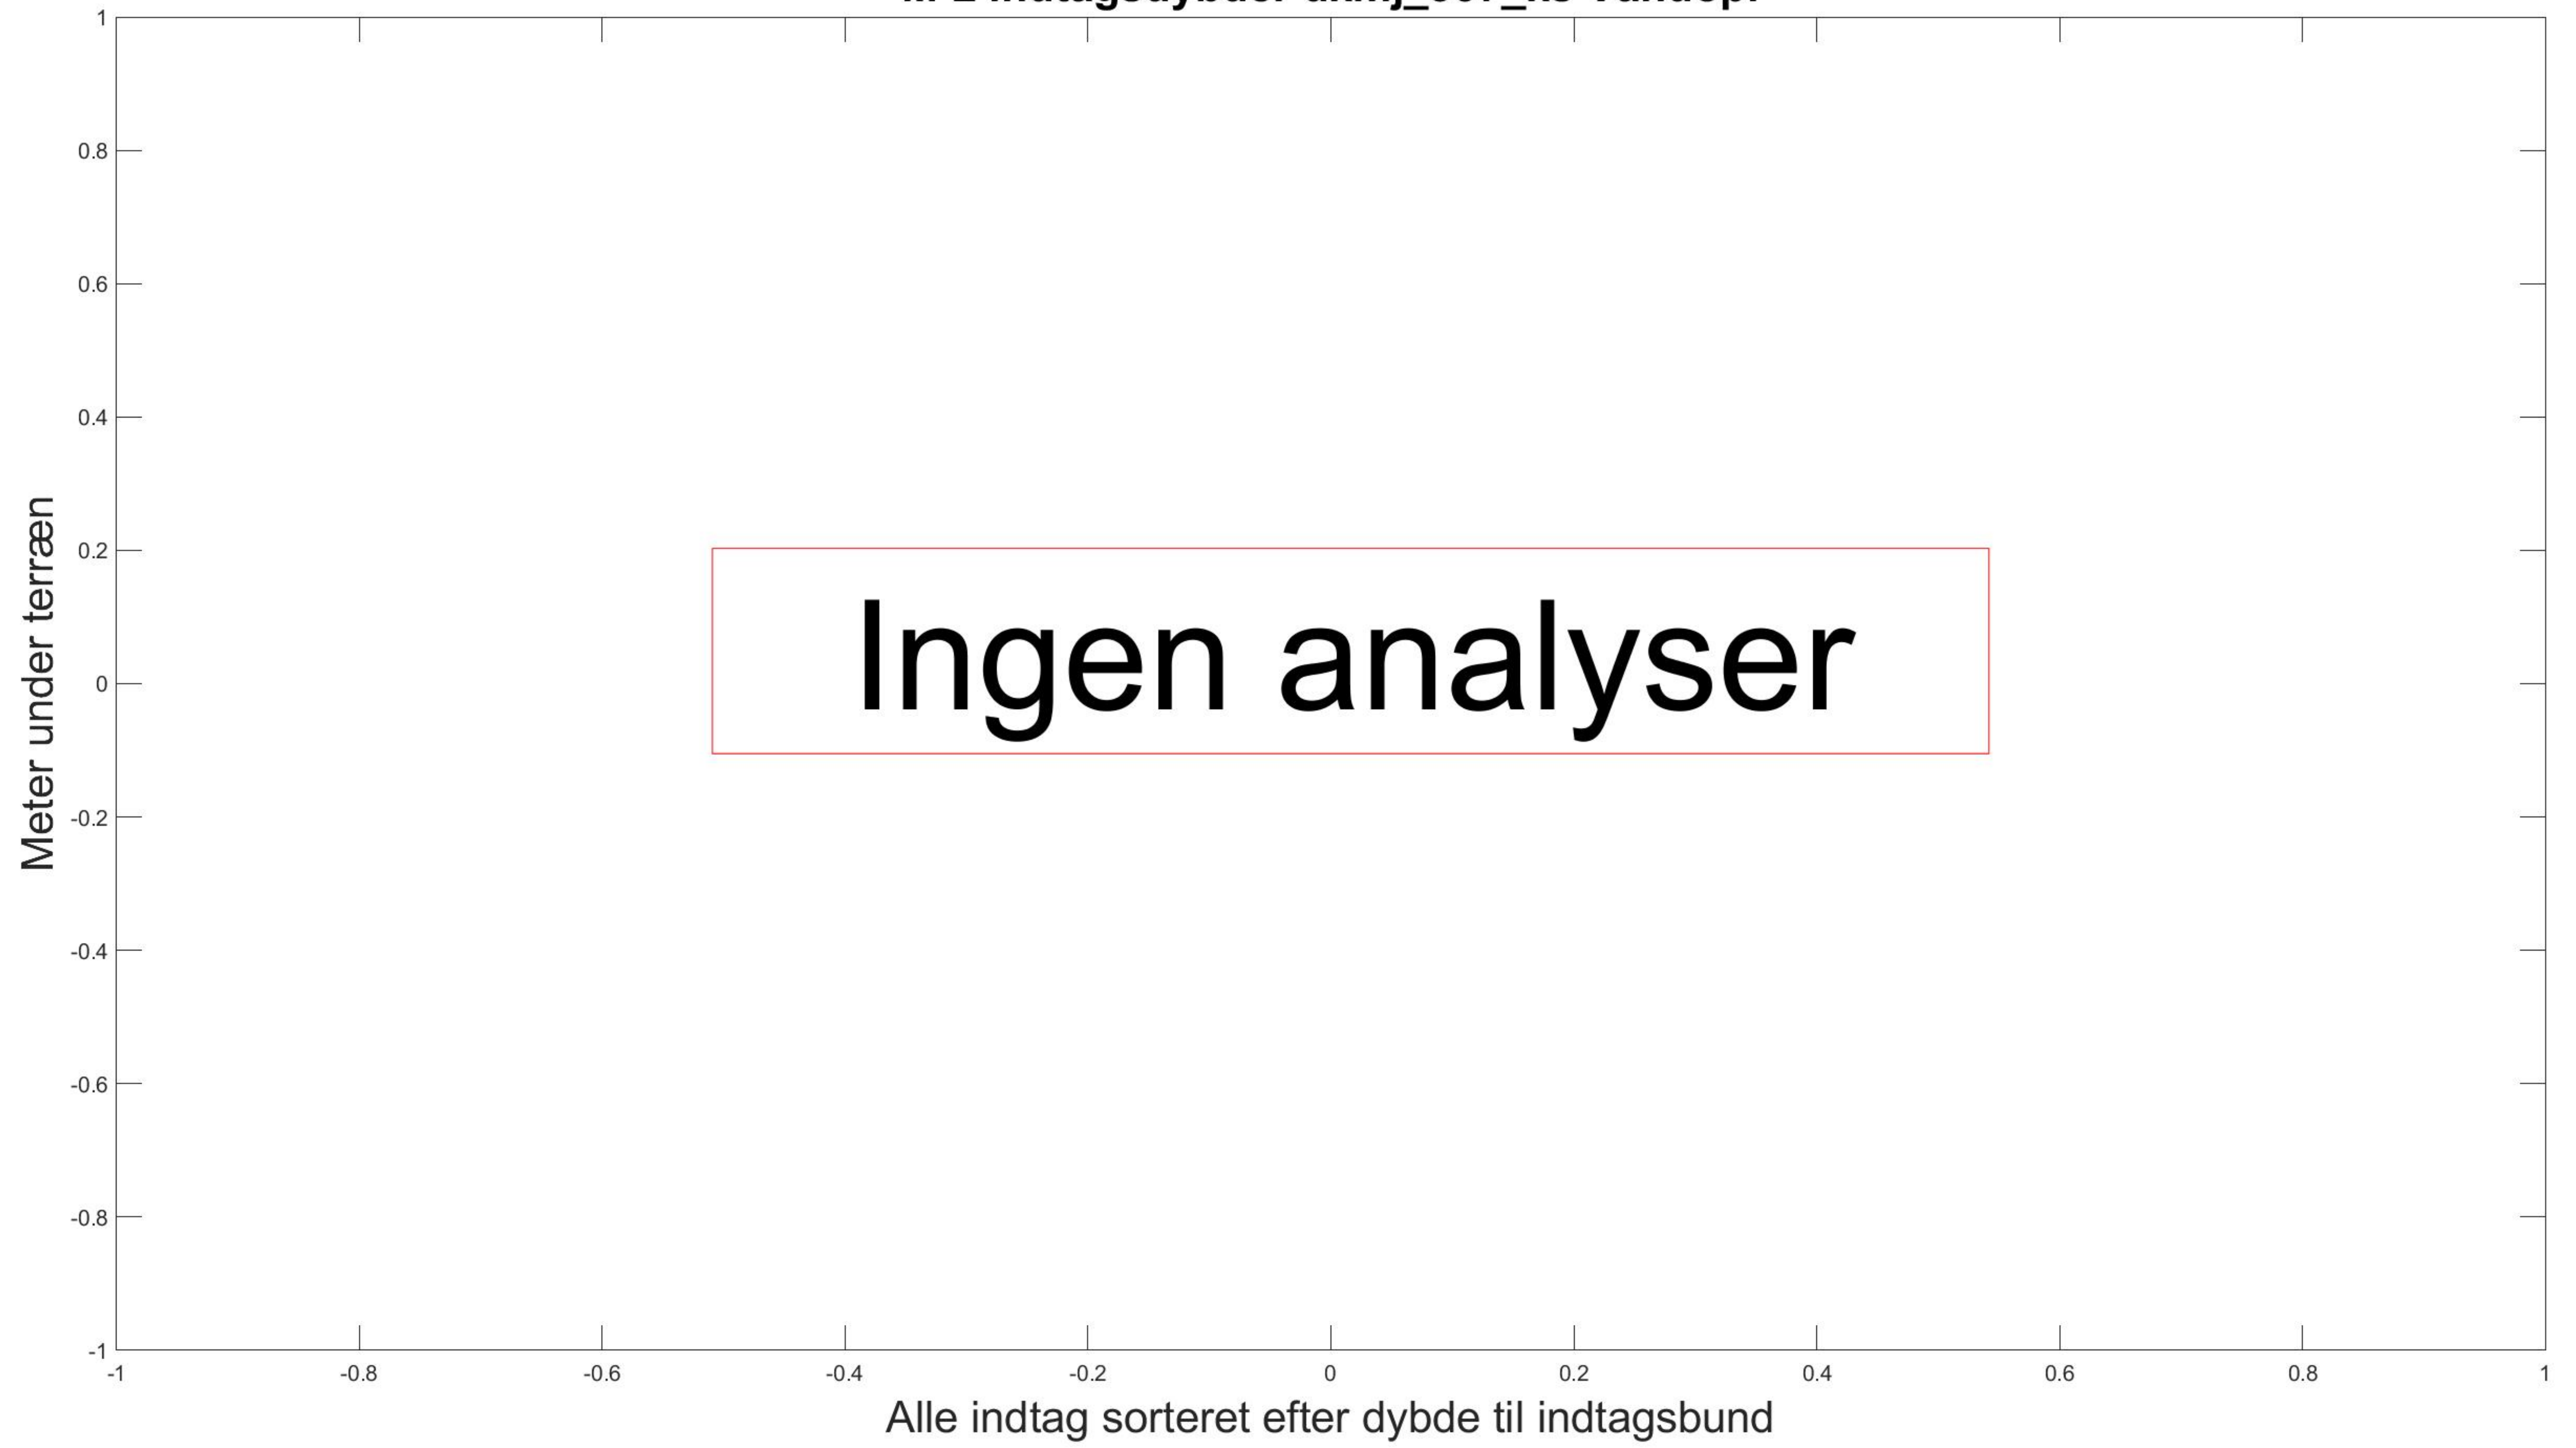 1
0.8
0.6
0.4
0.2
0
-0.2
-0.4
-0.6
-0.8
-1
Meter under terræn
Ingen analyser
-1 -0.8 -0.6 -0.4 -0.2 0 0.2 0.4 0.6 0.8 1
Alle indtag sorteret efter dybde til indtagsbund